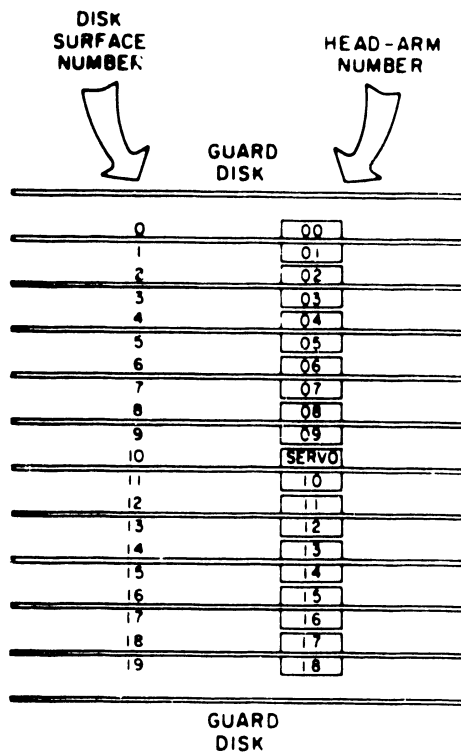 DISK
SURFACE
NUMBER
HEAD-ARM
NUMBER
GUARD
DISK
0 00
1 01
2 02
3 03
4 04
5 05
6 06
7 07
8 08
9 09
10 SERVO
11 10
12 11
13 12
14 13
15 14
16 15
17 16
18 17
19 18
GUARD
DISK